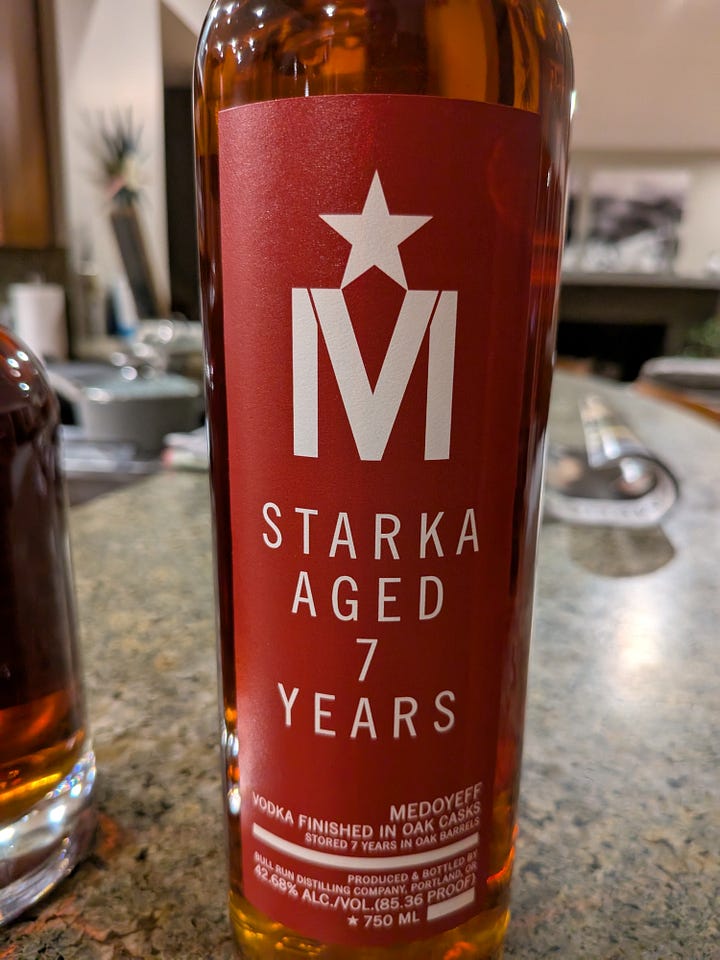 M
STARKA
AGED
7
YEARS
MEDOYEFF
VODKA FINISHED IN OAK CASKS
STORED 7 YEARS IN OAK BARRELS
PRODUCED & BOTTLED BY
BULL RUN DISTILLING COMPANY, PORTLAND, OR
42.68% ALC./VOL.(85.36 PROOF)
★ 750 ML